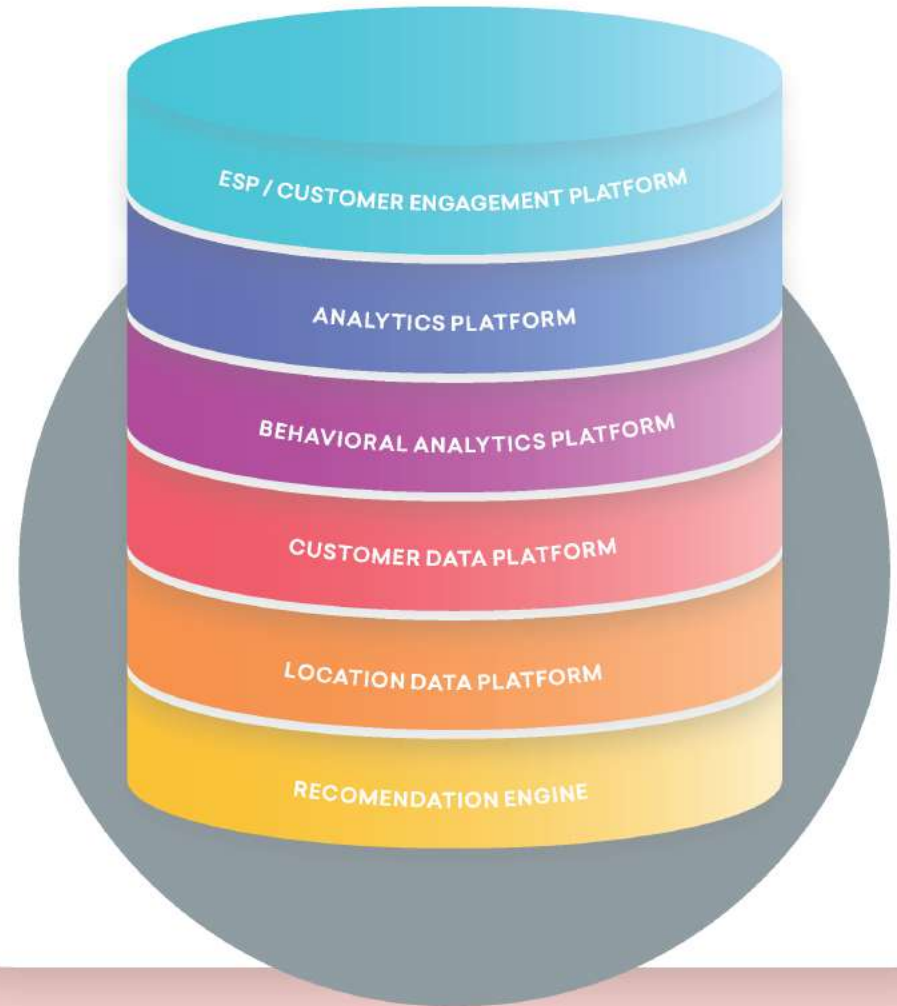 ESP / CUSTOMER ENGAGEMENT PLATFORM
ANALYTICS PLATFORM
BEHAVIORAL ANALYTICS PLATFORM
CUSTOMER DATA PLATFORM
LOCATION DATA PLATFORM
RECOMENDATION ENGINE